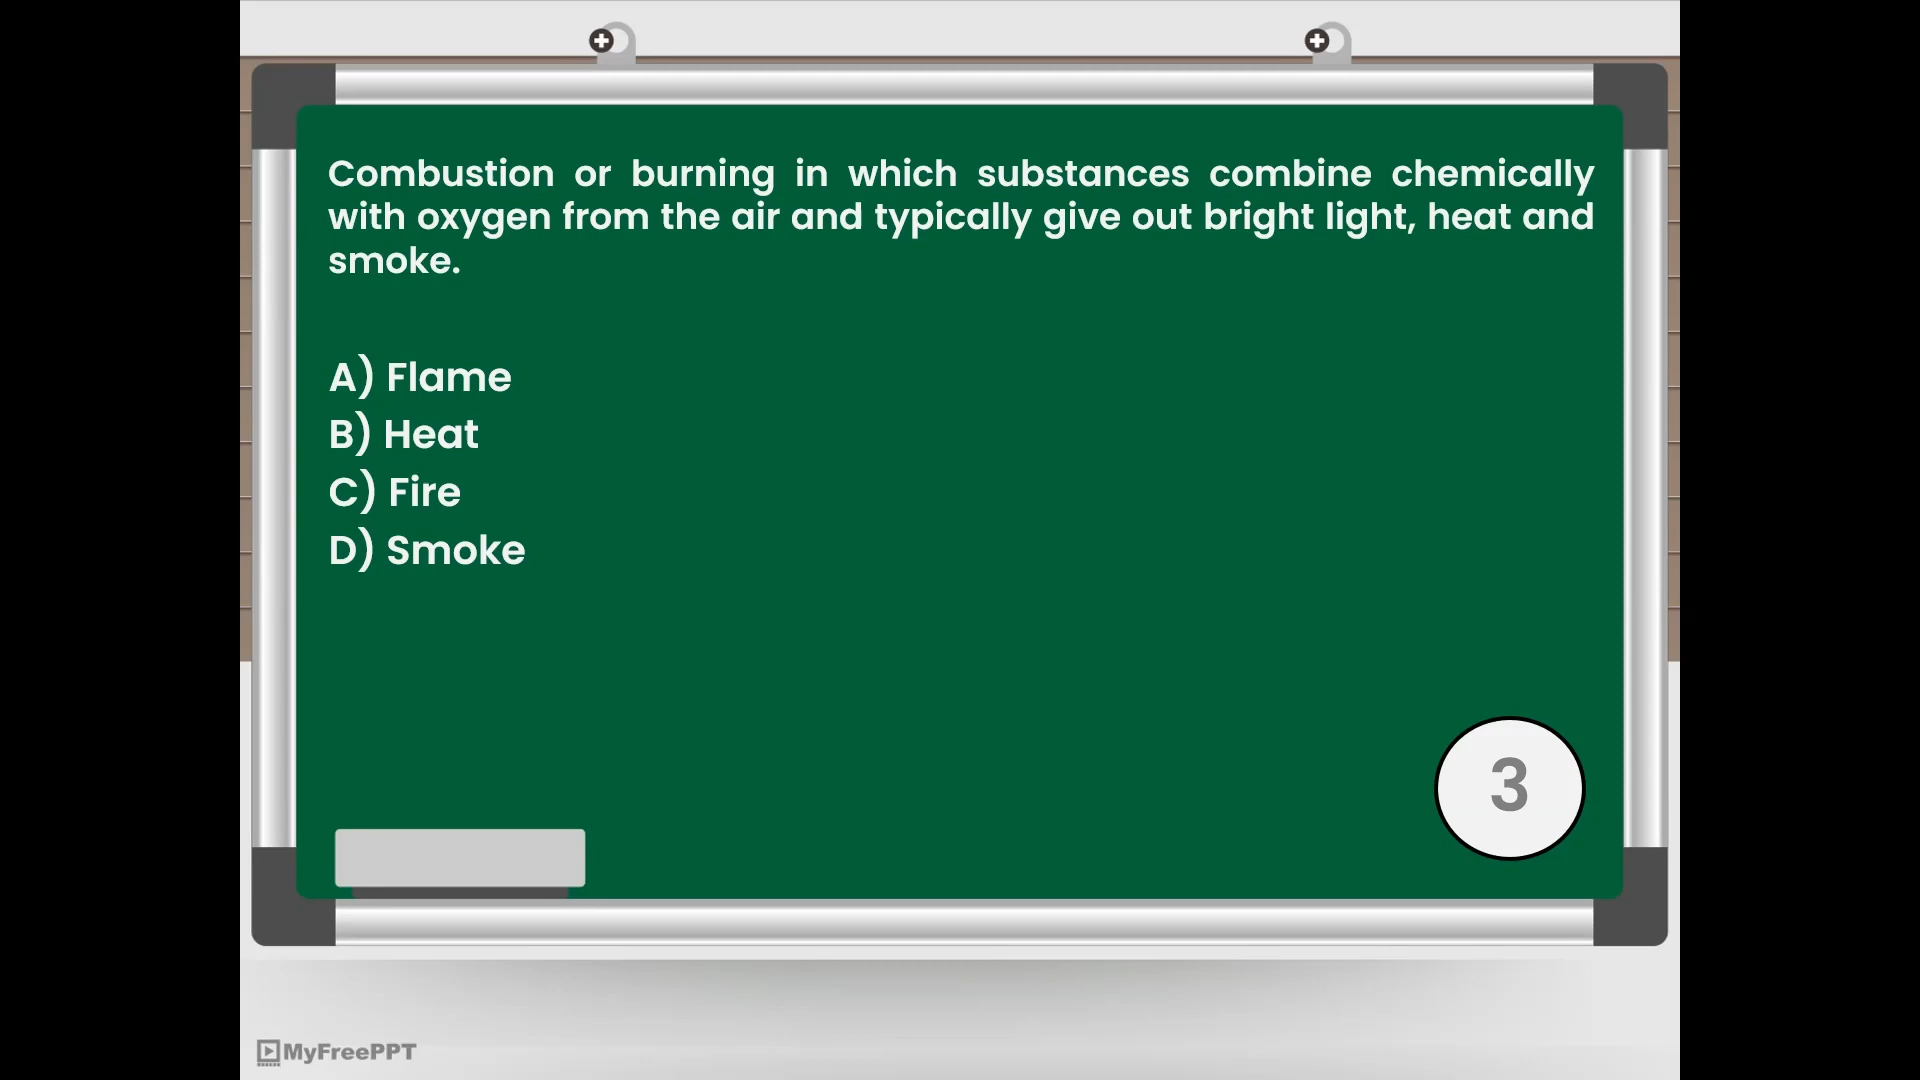 Combustion or burning in which substances combine chemically
with oxygen from the air and typically give out bright light, heat and
smoke.
A) Flame
B) Heat
C) Fire
D) Smoke
3
MyFreePPT